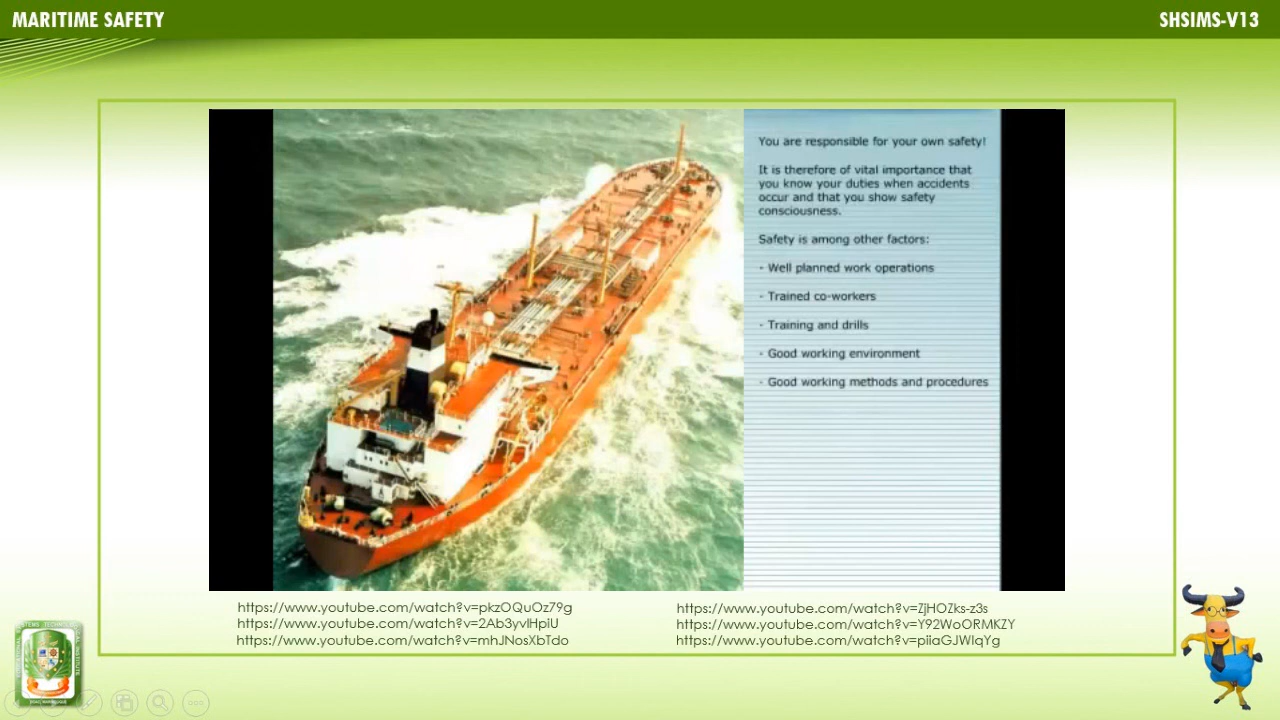 MARITIME SAFETY
SHSIMS-V13
You are responsible for your own safety!
It is therefore of vital importance that
you know your duties when accidents
occur and that you show safety
consciousness.
Safety is among other factors:
- Well planned work operations
- Trained co-workers
- Training and drills
- Good working environment
- Good working methods and procedures
https://www.youtube.com/watch?v=pkzOQuOz79g
https://www.youtube.com/watch?v=2Ab3yvlHpiU
https://www.youtube.com/watch?v=mhJNosXbTdo
https://www.youtube.com/watch?v=ZjHOZks-z3s
https://www.youtube.com/watch?v=Y92WoORMKZY
https://www.youtube.com/watch?v=piiaGJWlqYg